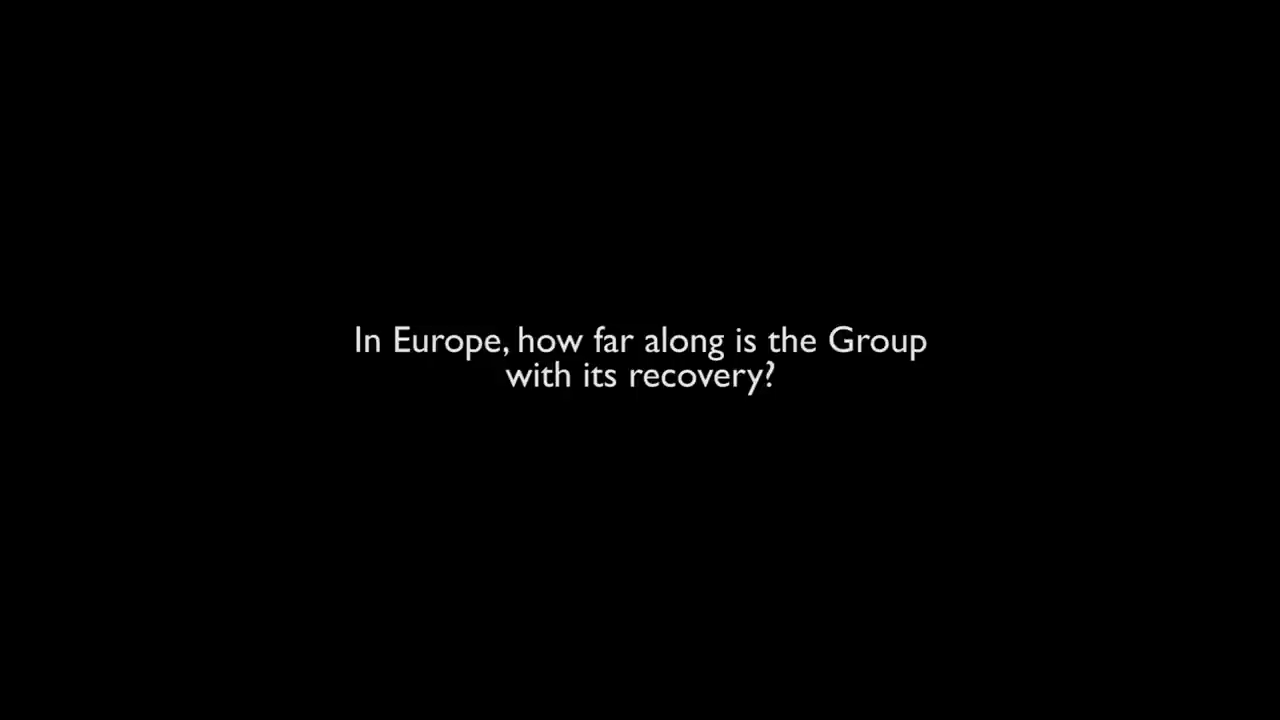 In Europe, how far along is the Group
with its recovery?